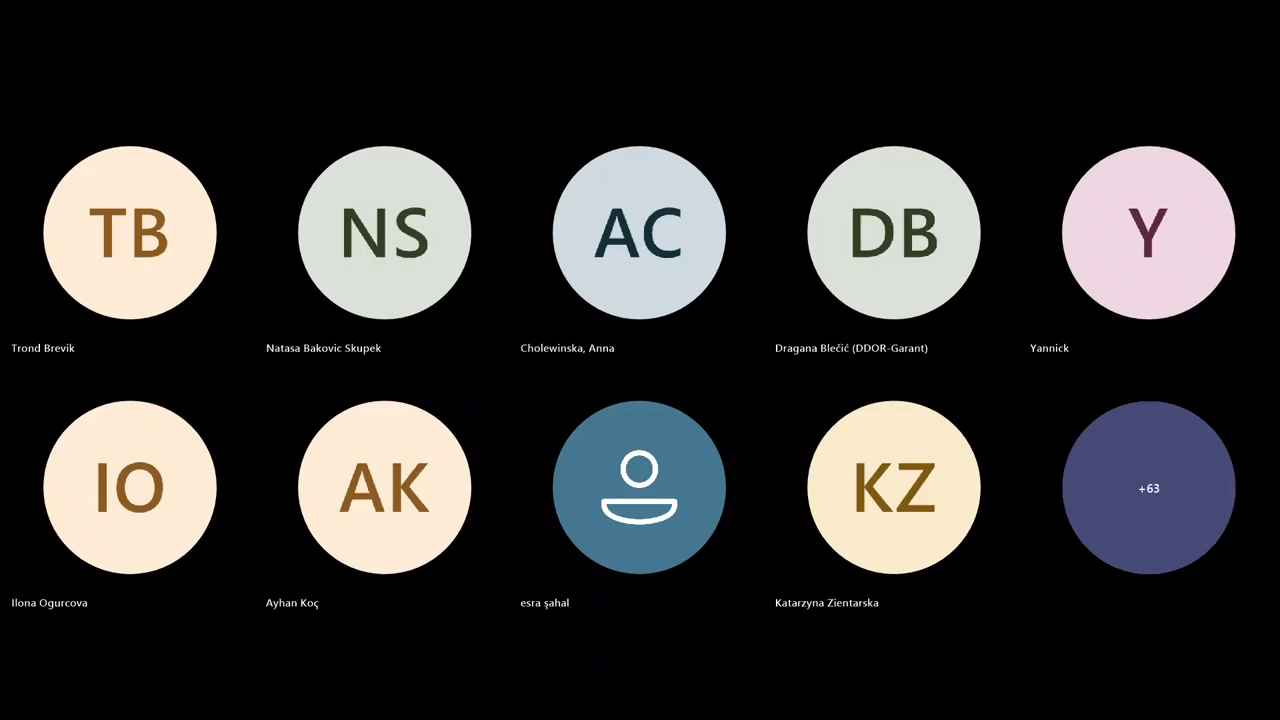 TB
NS
AC
DB
Y
Trond Brevik
Natasa Bakovic Skupek
Cholewinska, Anna
Dragana Blečić (DDOR-Garant)
Yannick
IO
AK
KZ
+63
Ilona Ogurcova
Ayhan Koç
esra şahal
Katarzyna Zientarska